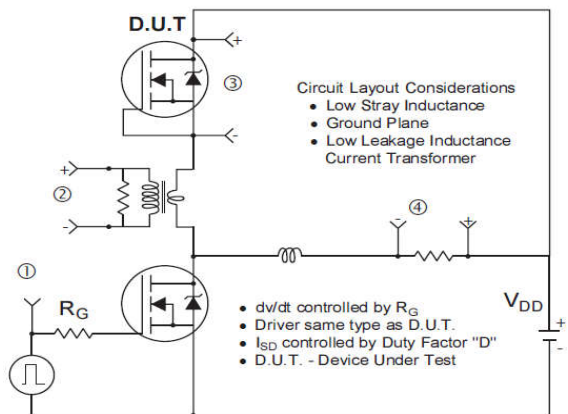 D.U.T
+
③
-
Circuit Layout Considerations
• Low Stray Inductance
• Ground Plane
• Low Leakage Inductance
Current Transformer
+
②
-
④
-
+
①
RG
• dv/dt controlled by RG
• Driver same type as D.U.T.
• ISD controlled by Duty Factor "D"
• D.U.T. - Device Under Test
VDD
+
-